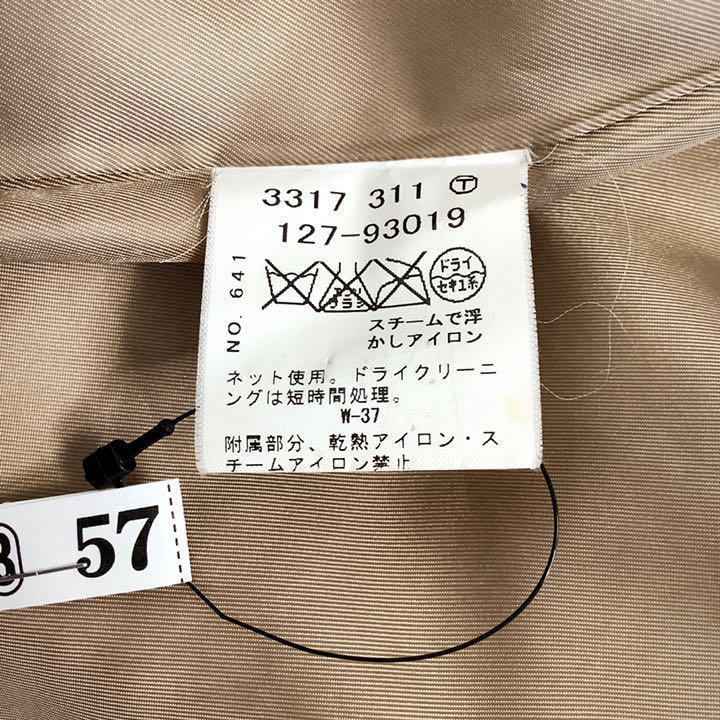 3317 311 Ⓣ
127-93019
NO. 641
ドライ
セキユ系
スチームで浮
かしアイロン
ネット使用。ドライクリーニ
ングは短時間処理。
W-37
附属部分、乾熱アイロン・ス
チームアイロン禁止
57